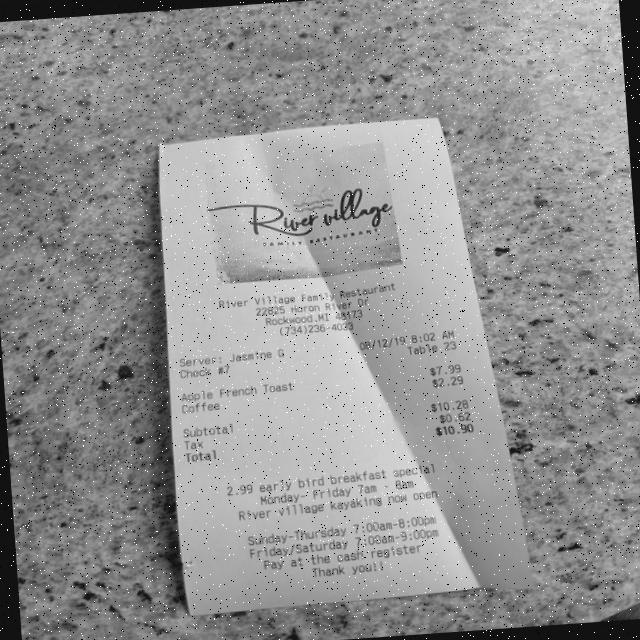 River village
FAMILY RESTAURANT
River Village Family Restaurant
22825 Huron River Dr
Rockwood MI 48173
(734)236-4023
Server: Jasmine G 08/12/19 8:02 AM
Check #7 Table 23
Apple French Toast $7.99
Coffee $2.29
Subtotal $10.28
Tax $0.62
Total $10.90
2.99 early bird breakfast special
Monday- Friday 7am - 8am
River village kayaking now open
Sunday-Thursday 7:00am-8:00pm
Friday/Saturday 7:00am-9:00pm
Pay at the cash register
Thank you!!